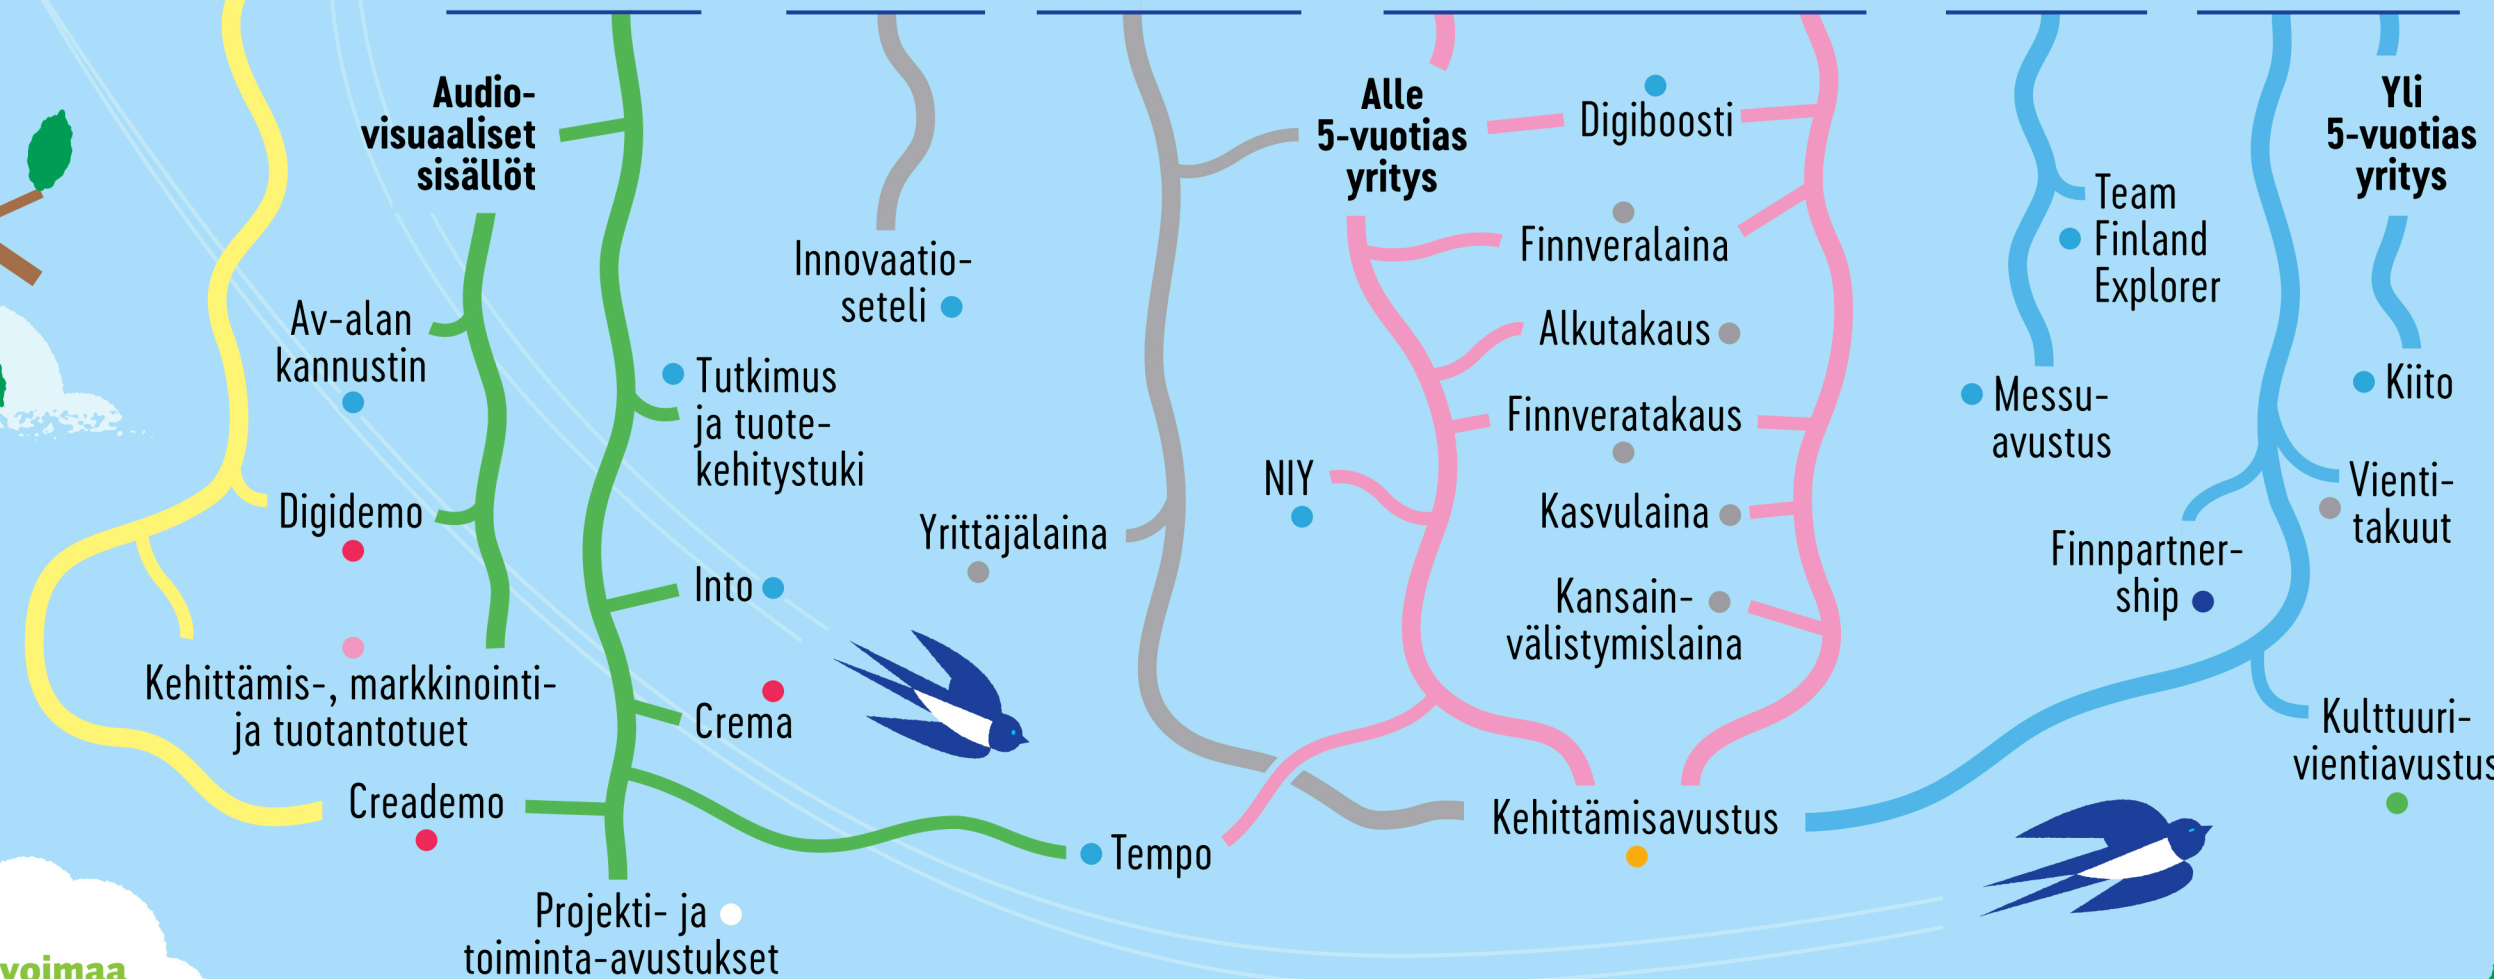 Audio-
visuaaliset
sisällöt
Av-alan
kannustin
Digidemo
Kehittämis-, markkinointi-
ja tuotantotuet
Creademo
Tutkimus
ja tuote-
kehitystuki
Into
Crema
Projekti- ja
toiminta-avustukset
Innovaatio-
seteli
Yrittäjälaina
Tempo
Alle
5-vuotias
yritys
NIY
Digiboosti
Finnveralaina
Alkutakaus
Finnveratakaus
Kasvulaina
Kansain-
välistymislaina
Kehittämisavustus
Team
Finland
Explorer
Messu-
avustus
Yli
5-vuotias
yritys
Kiito
Vienti-
takuut
Finnpartner-
ship
Kulttuuri-
vientiavustus
voimaa